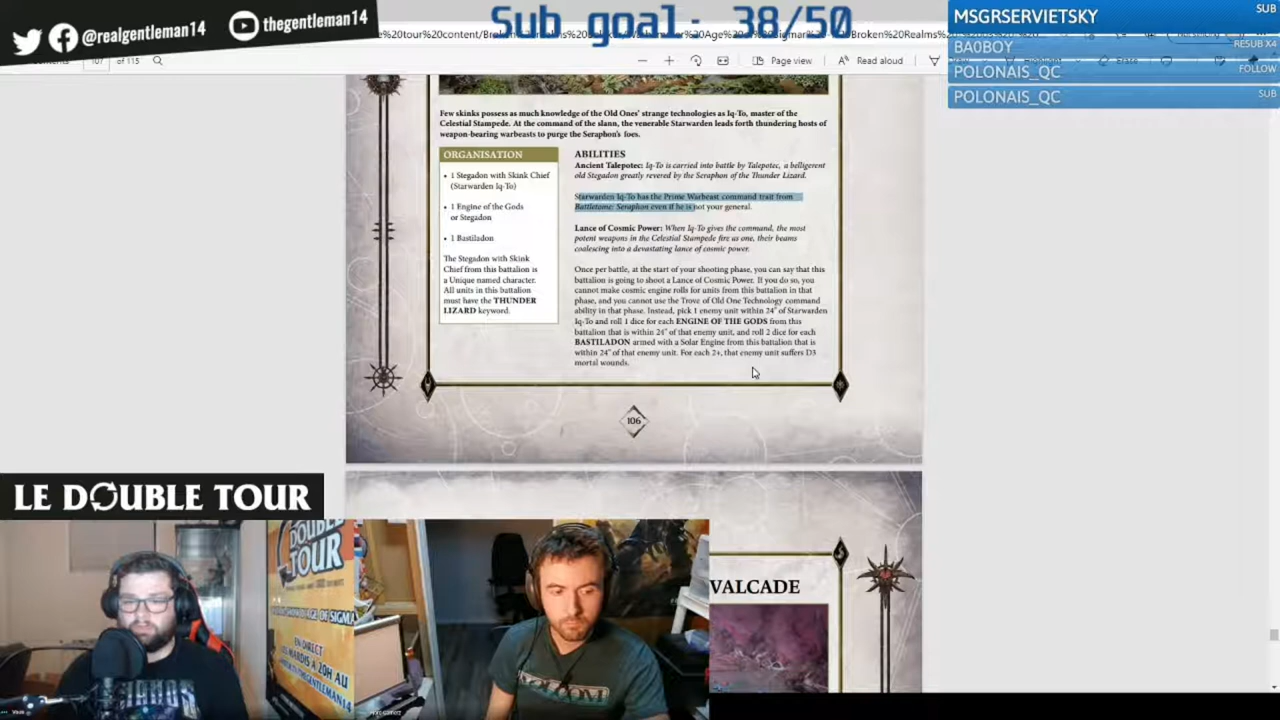 @realgentleman14
thegentleman14
Sub goal: 38/50
MSGRSERVIETSKY
SUB
BA0BOY
RESUB X4
POLONAIS_QC
FOLLOW
POLONAIS_QC
SUB
107 of 115
Page view
Read aloud
Few skinks possess as much knowledge of the Old Ones' strange technologies as Iq-To, master of the
Celestial Stampede. At the command of the slann, the venerable Starwarden leads forth thundering hosts of
weapon-bearing warbeasts to purge the Seraphon's foes.
ORGANISATION
• 1 Stegadon with Skink Chief
(Starwarden Iq-To)
• 1 Engine of the Gods
or Stegadon
• 1 Bastiladon
The Stegadon with Skink
Chief from this battalion is
a Unique named character.
All units in this battalion
must have the THUNDER
LIZARD keyword.
ABILITIES
Ancient Talepotec: Iq-To is carried into battle by Talepotec, a belligerent
old Stegadon greatly revered by the Seraphon of the Thunder Lizard.
Starwarden Iq-To has the Prime Warbeast command trait from
Battletome: Seraphon even if he is not your general.
Lance of Cosmic Power: When Iq-To gives the command, the most
potent weapons in the Celestial Stampede fire as one, their beams
coalescing into a devastating lance of cosmic power.
Once per battle, at the start of your shooting phase, you can say that this
battalion is going to shoot a Lance of Cosmic Power. If you do so, you
cannot make cosmic engine rolls for units from this battalion in that
phase, and you cannot use the Trove of Old One Technology command
ability in that phase. Instead, pick 1 enemy unit within 24" of Starwarden
Iq-To and roll 1 dice for each ENGINE OF THE GODS from this
battalion that is within 24" of that enemy unit, and roll 2 dice for each
BASTILADON armed with a Solar Engine from this battalion that is
within 24" of that enemy unit. For each 2+, that enemy unit suffers D3
mortal wounds.
106
VALCADE
LE DOUBLE TOUR
DOUBLE
TOUR
EN DIRECT